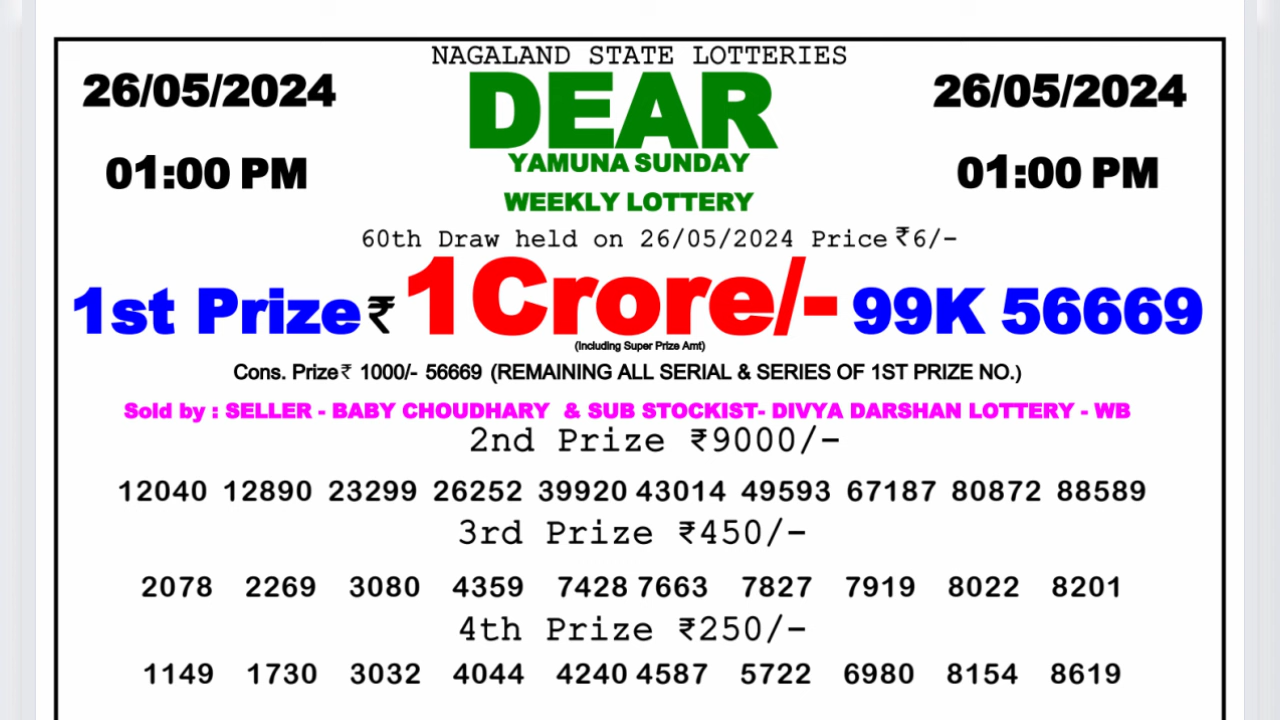 NAGALAND STATE LOTTERIES
26/05/2024 DEAR 26/05/2024
YAMUNA SUNDAY
01:00 PM 01:00 PM
WEEKLY LOTTERY
60th Draw held on 26/05/2024 Price ₹6/-
1st Prize ₹ 1Crore/- 99K 56669
(Including Super Prize Amt)
Cons. Prize ₹ 1000/- 56669 (REMAINING ALL SERIAL & SERIES OF 1ST PRIZE NO.)
Sold by : SELLER - BABY CHOUDHARY & SUB STOCKIST- DIVYA DARSHAN LOTTERY - WB
2nd Prize ₹9000/-
12040 12890 23299 26252 39920 43014 49593 67187 80872 88589
3rd Prize ₹450/-
2078 2269 3080 4359 7428 7663 7827 7919 8022 8201
4th Prize ₹250/-
1149 1730 3032 4044 4240 4587 5722 6980 8154 8619